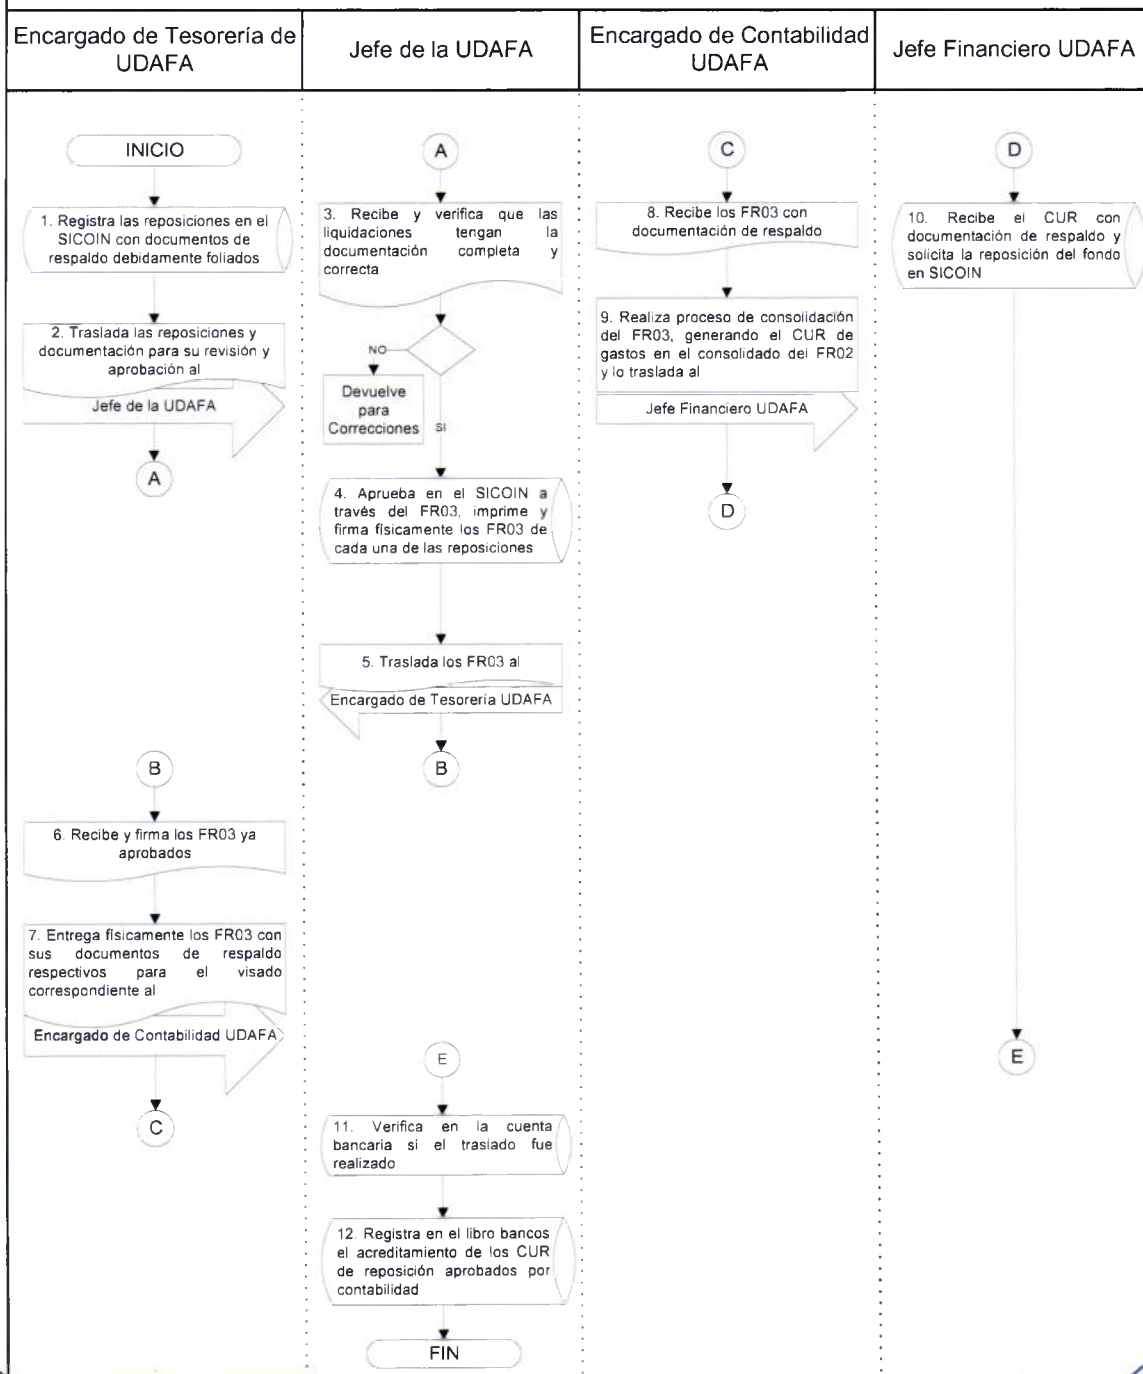 Encargado de Tesorería de
UDAFA
Jefe de la UDAFA
Encargado de Contabilidad
UDAFA
Jefe Financiero UDAFA
INICIO
1. Registra las reposiciones en el
SICOIN con documentos de
respaldo debidamente foliados
2. Traslada las reposiciones y
documentación para su revisión y
aprobación al
Jefe de la UDAFA
A
B
6. Recibe y firma los FR03 ya
aprobados
7. Entrega físicamente los FR03 con
sus documentos de respaldo
respectivos para el visado
correspondiente al
Encargado de Contabilidad UDAFA
C
A
3. Recibe y verifica que las
liquidaciones tengan la
documentación completa y
correcta
NO
Devuelve
para
Correcciones
SI
4. Aprueba en el SICOIN a
través del FR03, imprime y
firma físicamente los FR03 de
cada una de las reposiciones
5. Traslada los FR03 al
Encargado de Tesorería UDAFA
B
E
11. Verifica en la cuenta
bancaria si el traslado fue
realizado
12. Registra en el libro bancos
el acreditamiento de los CUR
de reposición aprobados por
contabilidad
FIN
C
8. Recibe los FR03 con
documentación de respaldo
9. Realiza proceso de consolidación
del FR03, generando el CUR de
gastos en el consolidado del FR02
y lo traslada al
Jefe Financiero UDAFA
D
D
10. Recibe el CUR con
documentación de respaldo y
solicita la reposición del fondo
en SICOIN
E